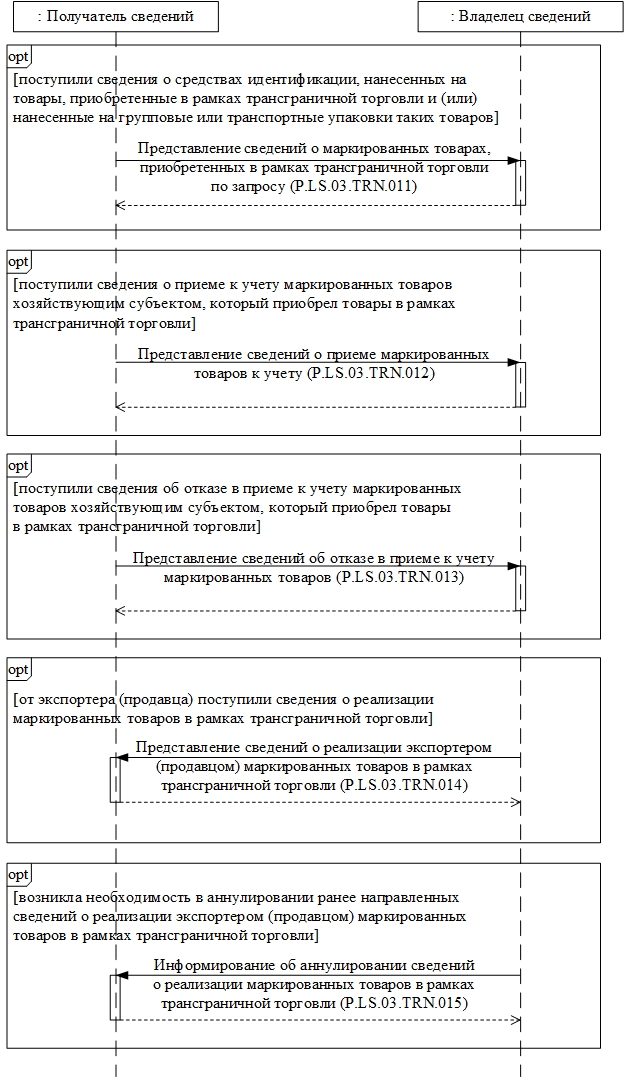 : Получатель сведений
: Владелец сведений
opt
[поступили сведения о средствах идентификации, нанесенных на
товары, приобретенные в рамках трансграничной торговли и (или)
нанесенные на групповые или транспортные упаковки таких товаров]
Представление сведений о маркированных товарах,
приобретенных в рамках трансграничной торговли
по запросу (P.LS.03.TRN.011)
opt
[поступили сведения о приеме к учету маркированных товаров
хозяйствующим субъектом, который приобрел товары в рамках
трансграничной торговли]
Представление сведений о приеме маркированных
товаров к учету (P.LS.03.TRN.012)
opt
[поступили сведения об отказе в приеме к учету маркированных
товаров хозяйствующим субъектом, который приобрел товары
в рамках трансграничной торговли]
Представление сведений об отказе в приеме к учету
маркированных товаров (P.LS.03.TRN.013)
opt
[от экспортера (продавца) поступили сведения о реализации
маркированных товаров в рамках трансграничной торговли]
Представление сведений о реализации экспортером
(продавцом) маркированных товаров в рамках
трансграничной торговли (P.LS.03.TRN.014)
opt
[возникла необходимость в аннулировании ранее направленных
сведений о реализации экспортером (продавцом) маркированных
товаров в рамках трансграничной торговли]
Информирование об аннулировании сведений
о реализации маркированных товаров в рамках
трансграничной торговли (P.LS.03.TRN.015)